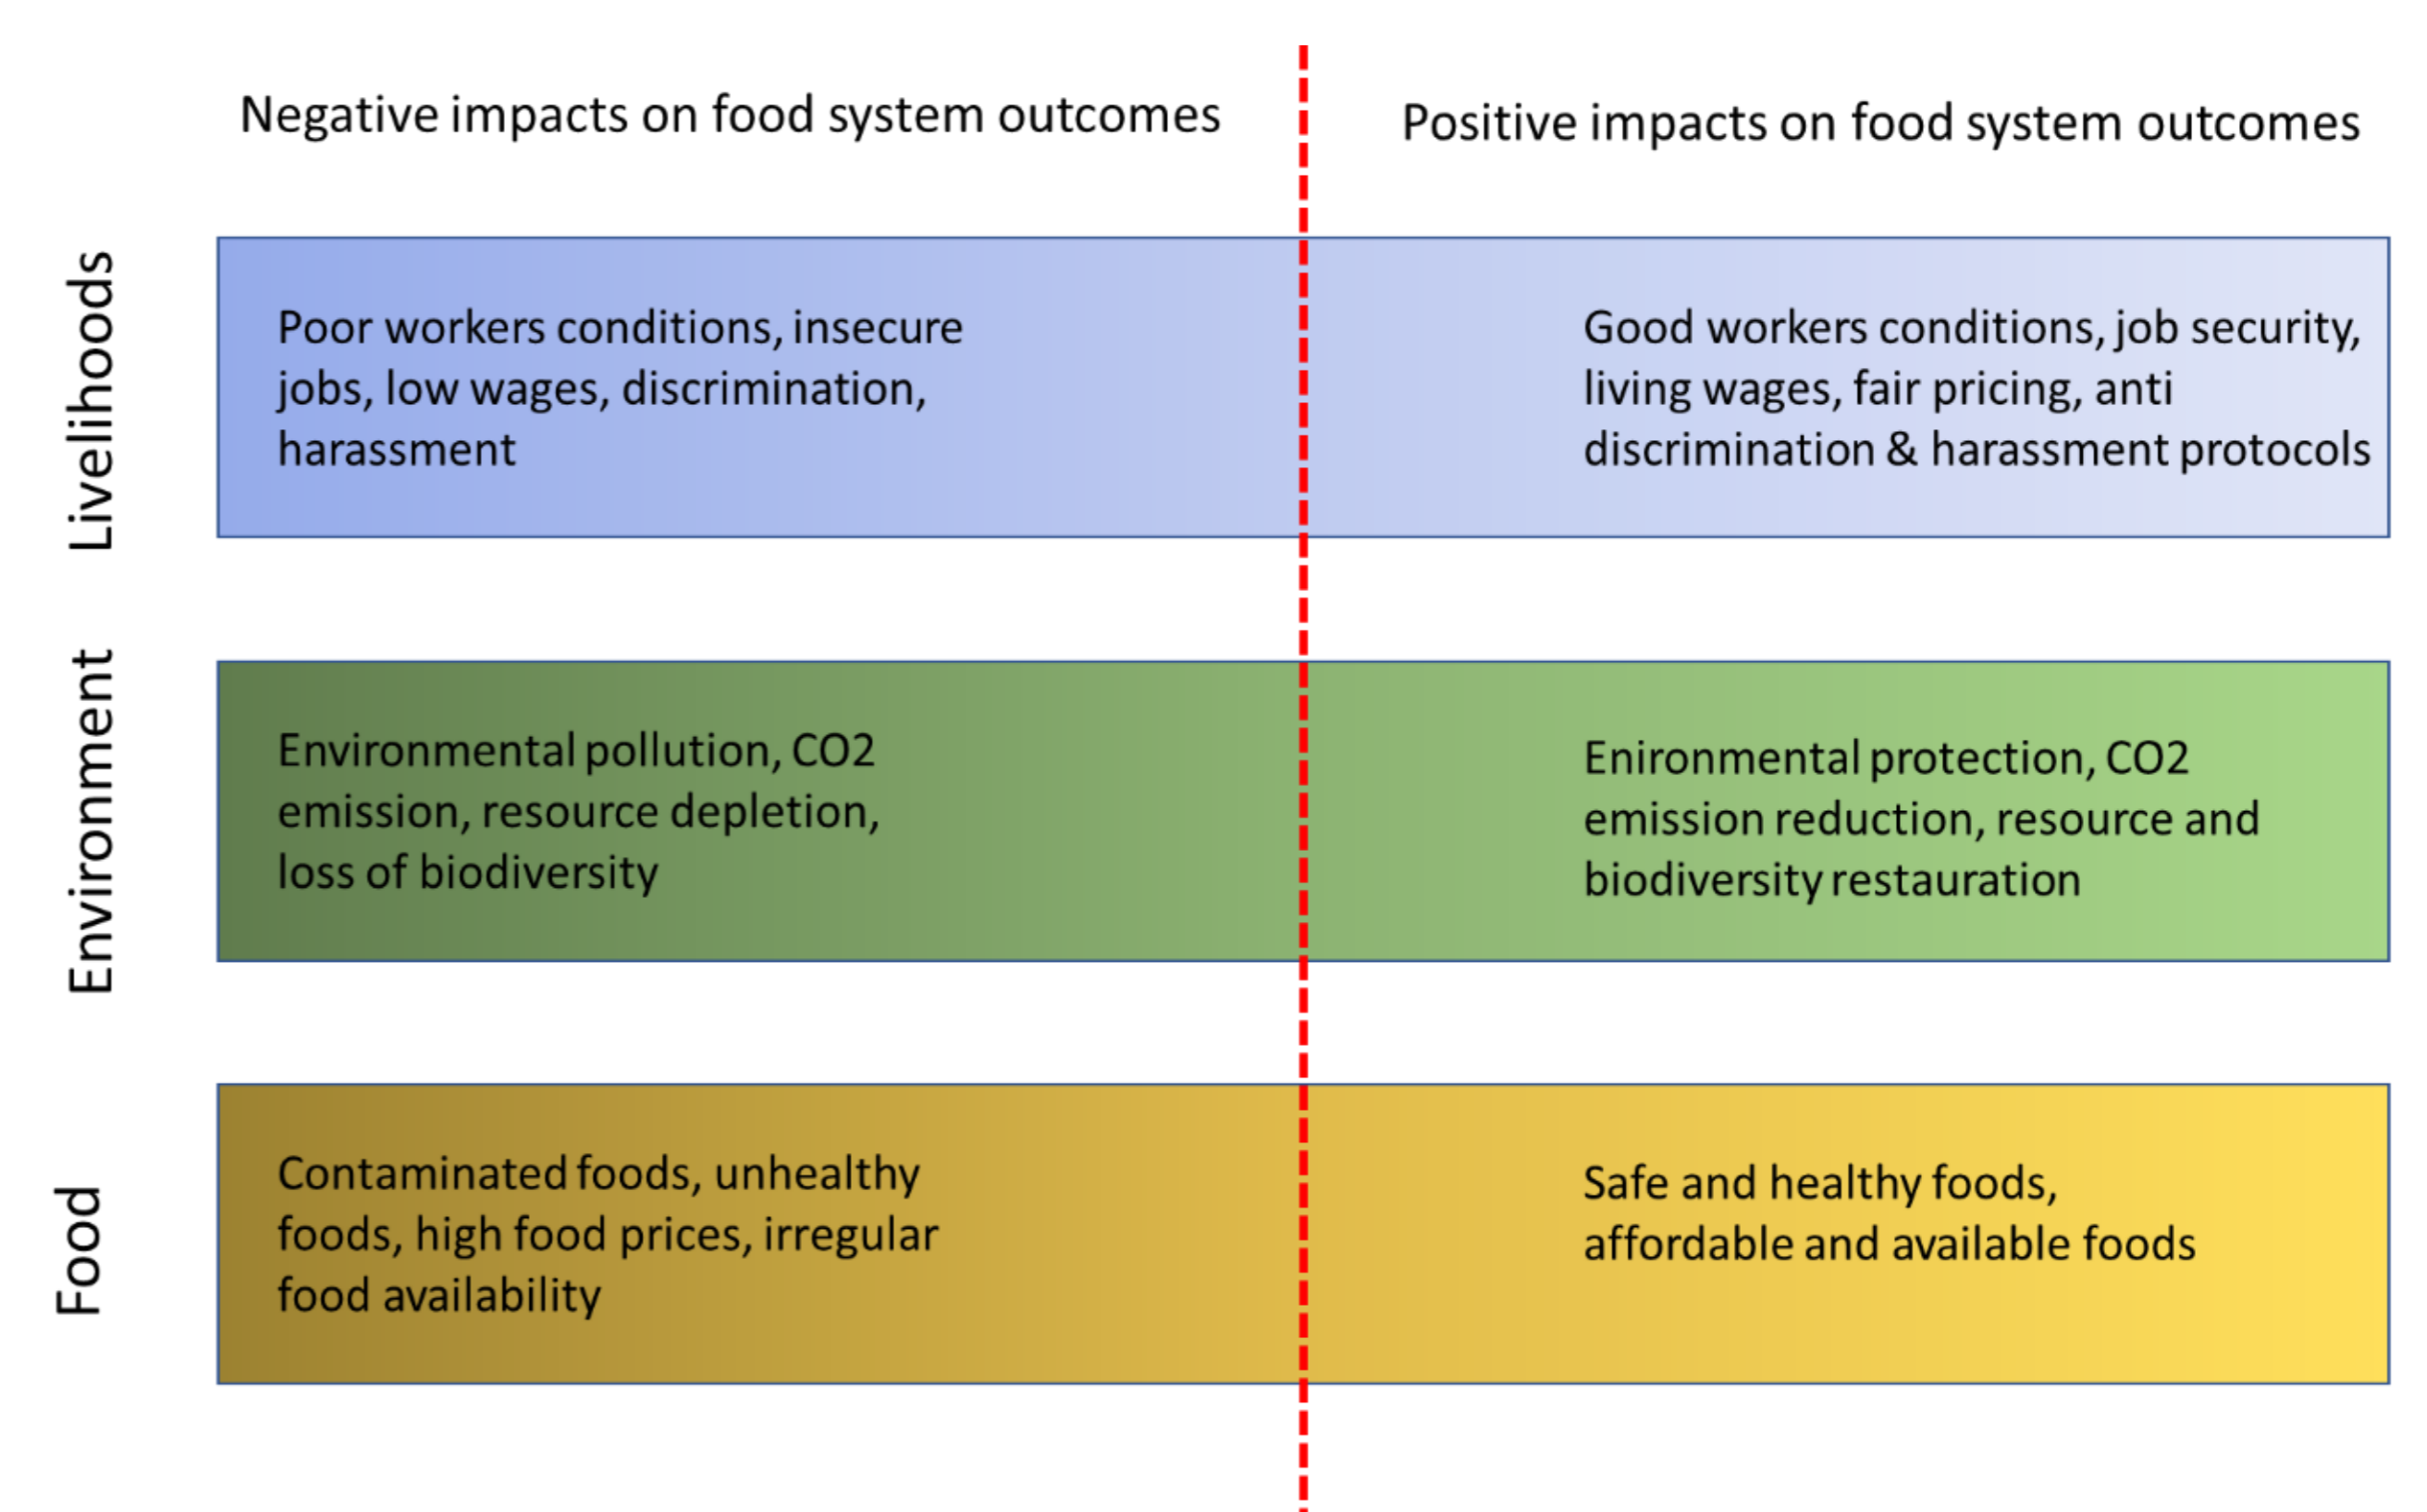 Negative impacts on food system outcomes
Positive impacts on food system outcomes
Livelihoods
Poor workers conditions, insecure
jobs, low wages, discrimination,
harassment
Good workers conditions, job security,
living wages, fair pricing, anti
discrimination & harassment protocols
Environment
Environmental pollution, CO2
emission, resource depletion,
loss of biodiversity
Enironmental protection, CO2
emission reduction, resource and
biodiversity restauration
Food
Contaminated foods, unhealthy
foods, high food prices, irregular
food availability
Safe and healthy foods,
affordable and available foods